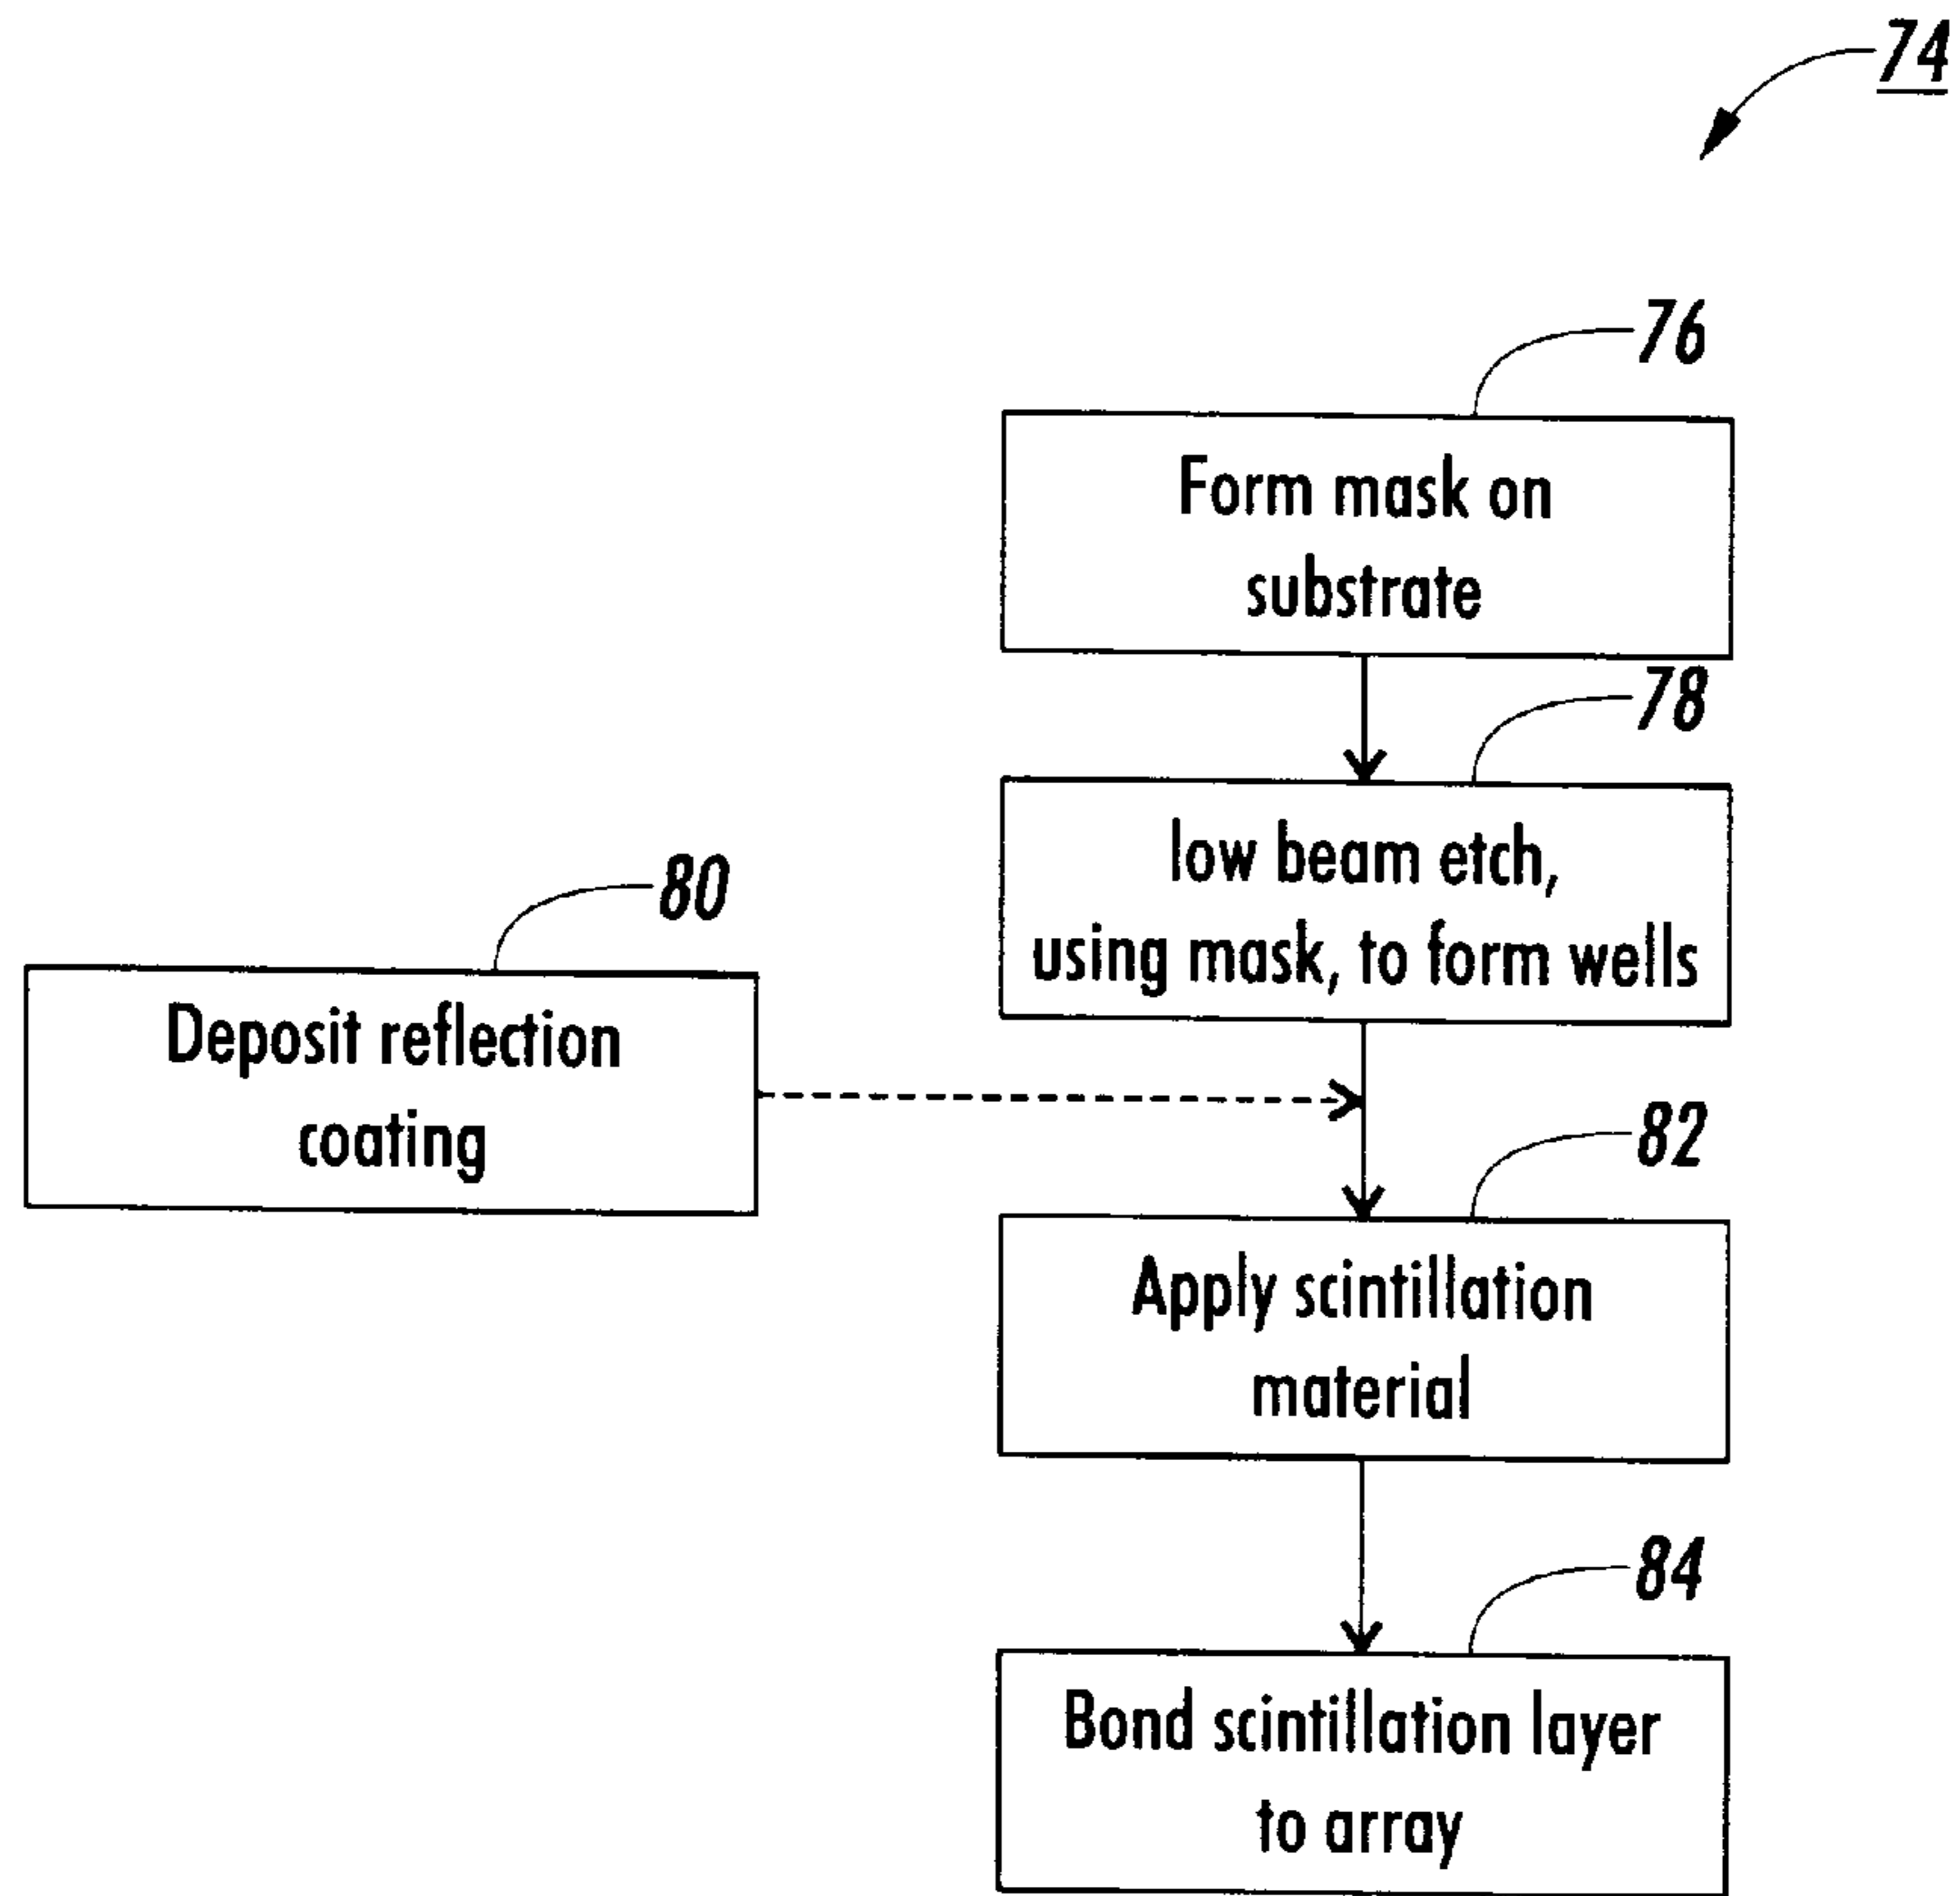 74
76
Form mask on
substrate
78
low beam etch,
using mask, to form wells
80
Deposit reflection
coating
82
Apply scintillation
material
84
Bond scintillation layer
to array